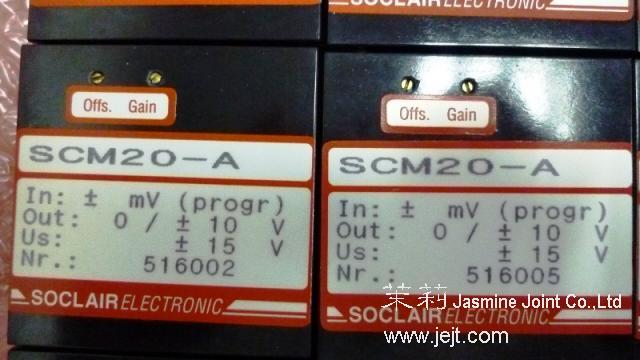 SOCLAIR ELECTRONIC
Offs. Gain
SCM20-A
In: ± mV (progr)
Out: 0 / ± 10 V
Us: ± 15 V
Nr.: 516002
SOCLAIR ELECTRONIC
Offs. Gain
SCM20-A
In: ± mV (progr)
Out: 0 / ± 10 V
Us: ± 15 V
Nr.: 516005
SOCLAIR ELECTRONIC
茉莉 Jasmine Joint Co.,Ltd
www.jejt.com